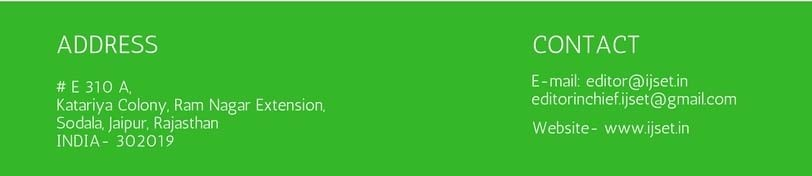 ADDRESS
# E 310 A,
Katariya Colony, Ram Nagar Extension,
Sodala, Jaipur, Rajasthan
INDIA- 302019
CONTACT
E-mail: editor@ijset.in
editorinchief.ijset@gmail.com
Website- www.ijset.in